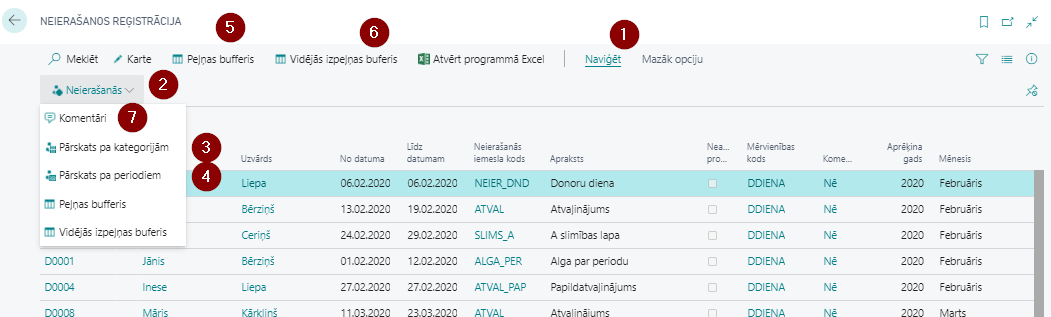 NEIERAŠANOS REĢISTRĀCIJA
5 6 1
Meklēt Karte Peļņas bufferis Vidējās izpeļņas buferis Atvērt programmā Excel Naviģēt Mazāk opciju
Neierašanās 2
Komentāri 7
Pārskats pa kategorijām 3
Pārskats pa periodiem 4
Peļņas bufferis
Vidējās izpeļņas buferis
Uzvārds No datuma Līdz datumam Neierašanās iemesla kods Apraksts Nea... pro... Mērvienības kods Kome... Aprēķina gads Mēnesis
Liepa 06.02.2020 06.02.2020 NEIER_DND Donoru diena DDIENA Nē 2020 Februāris
Bērziņš 13.02.2020 19.02.2020 ATVAL Atvaļinājums DDIENA Nē 2020 Februāris
Ceriņš 24.02.2020 29.02.2020 SLIMS_A A slimības lapa DDIENA Nē 2020 Februāris
D0001 Jānis Bērziņš 01.02.2020 12.02.2020 ALGA_PER Alga par periodu DDIENA Nē 2020 Februāris
D0004 Inese Liepa 27.02.2020 27.02.2020 ATVAL_PAP Papildatvaļinājums DDIENA Nē 2020 Februāris
D0008 Māris Kārkliņš 11.03.2020 23.03.2020 ATVAL Atvaļinājums DDIENA Nē 2020 Marts